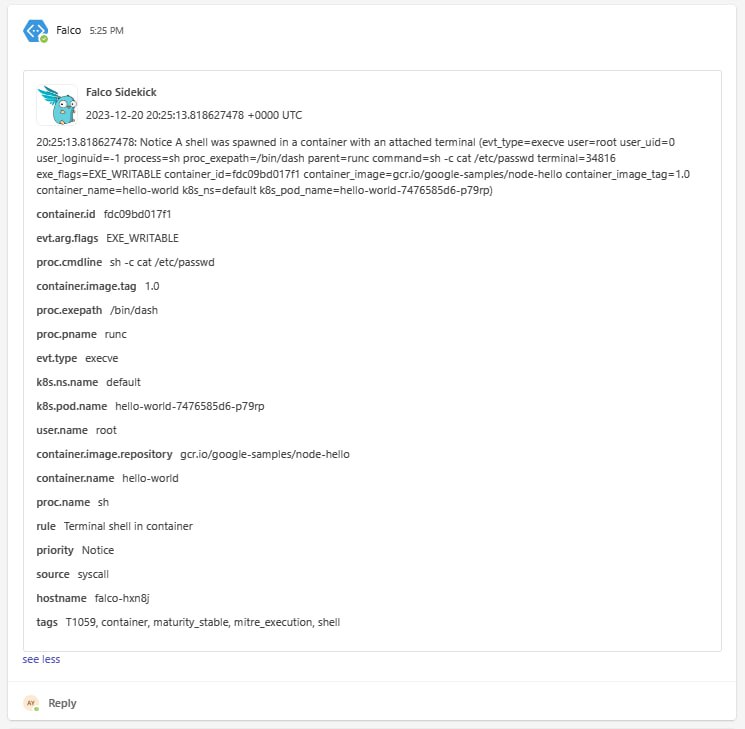 Falco 5:25 PM
Falco Sidekick
2023-12-20 20:25:13.818627478 +0000 UTC
20:25:13.818627478: Notice A shell was spawned in a container with an attached terminal (evt_type=execve user=root user_uid=0
user_loginuid=-1 process=sh proc_exepath=/bin/dash parent=runc command=sh -c cat /etc/passwd terminal=34816
exe_flags=EXE_WRITABLE container_id=fdc09bd017f1 container_image=gcr.io/google-samples/node-hello container_image_tag=1.0
container_name=hello-world k8s_ns=default k8s_pod_name=hello-world-7476585d6-p79rp)
container.id fdc09bd017f1
evt.arg.flags EXE_WRITABLE
proc.cmdline sh -c cat /etc/passwd
container.image.tag 1.0
proc.exepath /bin/dash
proc.pname runc
evt.type execve
k8s.ns.name default
k8s.pod.name hello-world-7476585d6-p79rp
user.name root
container.image.repository gcr.io/google-samples/node-hello
container.name hello-world
proc.name sh
rule Terminal shell in container
priority Notice
source syscall
hostname falco-hxn8j
tags T1059, container, maturity_stable, mitre_execution, shell
see less
AY Reply